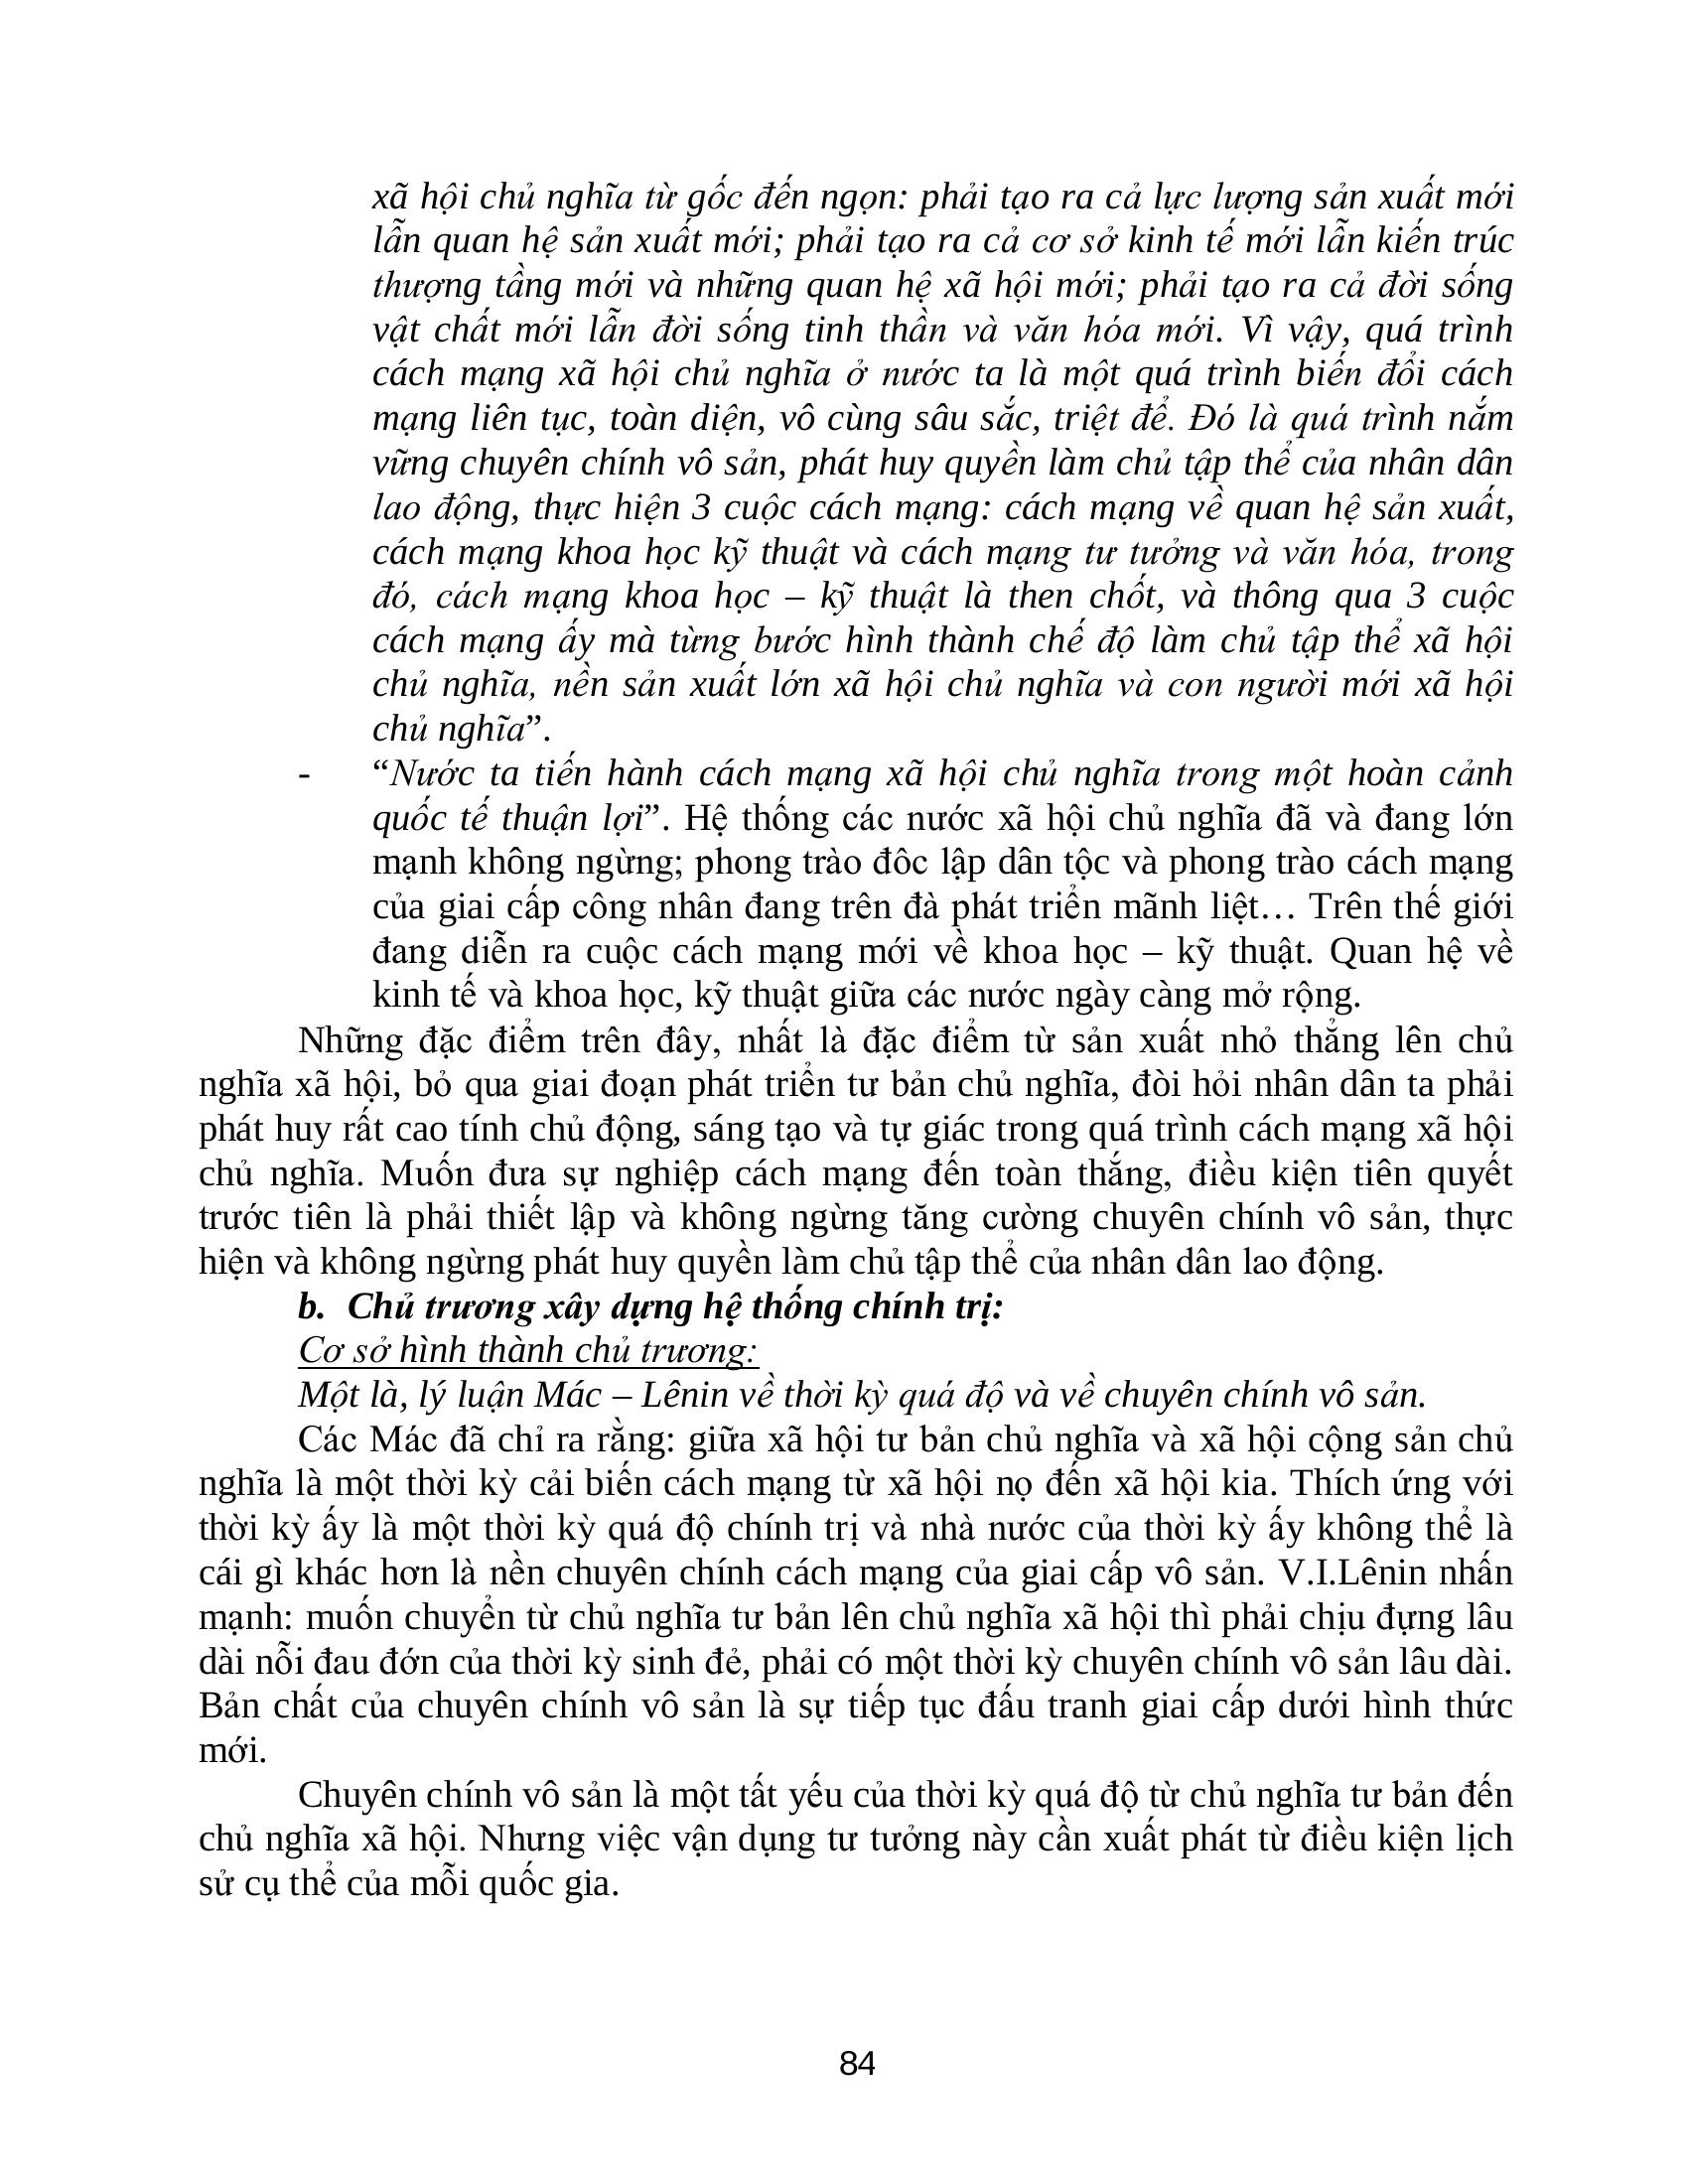 xã hội chủ nghĩa từ gốc đến ngọn: phải tạo ra cả lực lượng sản xuất mới
lẫn quan hệ sản xuất mới; phải tạo ra cả cơ sở kinh tế mới lẫn kiến trúc
thượng tầng mới và những quan hệ xã hội mới; phải tạo ra cả đời sống
vật chất mới lẫn đời sống tinh thần và văn hóa mới. Vì vậy, quá trình
cách mạng xã hội chủ nghĩa ở nước ta là một quá trình biến đổi cách
mạng liên tục, toàn diện, vô cùng sâu sắc, triệt để. Đó là quá trình nắm
vững chuyên chính vô sản, phát huy quyền làm chủ tập thể của nhân dân
lao động, thực hiện 3 cuộc cách mạng: cách mạng về quan hệ sản xuất,
cách mạng khoa học kỹ thuật và cách mạng tư tưởng và văn hóa, trong
đó, cách mạng khoa học – kỹ thuật là then chốt, và thông qua 3 cuộc
cách mạng ấy mà từng bước hình thành chế độ làm chủ tập thể xã hội
chủ nghĩa, nền sản xuất lớn xã hội chủ nghĩa và con người mới xã hội
chủ nghĩa”.
- “Nước ta tiến hành cách mạng xã hội chủ nghĩa trong một hoàn cảnh
quốc tế thuận lợi”. Hệ thống các nước xã hội chủ nghĩa đã và đang lớn
mạnh không ngừng; phong trào đôc lập dân tộc và phong trào cách mạng
của giai cấp công nhân đang trên đà phát triển mãnh liệt… Trên thế giới
đang diễn ra cuộc cách mạng mới về khoa học – kỹ thuật. Quan hệ về
kinh tế và khoa học, kỹ thuật giữa các nước ngày càng mở rộng.
Những đặc điểm trên đây, nhất là đặc điểm từ sản xuất nhỏ thẳng lên chủ
nghĩa xã hội, bỏ qua giai đoạn phát triển tư bản chủ nghĩa, đòi hỏi nhân dân ta phải
phát huy rất cao tính chủ động, sáng tạo và tự giác trong quá trình cách mạng xã hội
chủ nghĩa. Muốn đưa sự nghiệp cách mạng đến toàn thắng, điều kiện tiên quyết
trước tiên là phải thiết lập và không ngừng tăng cường chuyên chính vô sản, thực
hiện và không ngừng phát huy quyền làm chủ tập thể của nhân dân lao động.
b. Chủ trương xây dựng hệ thống chính trị:
Cơ sở hình thành chủ trương:
Một là, lý luận Mác – Lênin về thời kỳ quá độ và về chuyên chính vô sản.
Các Mác đã chỉ ra rằng: giữa xã hội tư bản chủ nghĩa và xã hội cộng sản chủ
nghĩa là một thời kỳ cải biến cách mạng từ xã hội nọ đến xã hội kia. Thích ứng với
thời kỳ ấy là một thời kỳ quá độ chính trị và nhà nước của thời kỳ ấy không thể là
cái gì khác hơn là nền chuyên chính cách mạng của giai cấp vô sản. V.I.Lênin nhấn
mạnh: muốn chuyển từ chủ nghĩa tư bản lên chủ nghĩa xã hội thì phải chịu đựng lâu
dài nỗi đau đớn của thời kỳ sinh đẻ, phải có một thời kỳ chuyên chính vô sản lâu dài.
Bản chất của chuyên chính vô sản là sự tiếp tục đấu tranh giai cấp dưới hình thức
mới.
Chuyên chính vô sản là một tất yếu của thời kỳ quá độ từ chủ nghĩa tư bản đến
chủ nghĩa xã hội. Nhưng việc vận dụng tư tưởng này cần xuất phát từ điều kiện lịch
sử cụ thể của mỗi quốc gia.
84